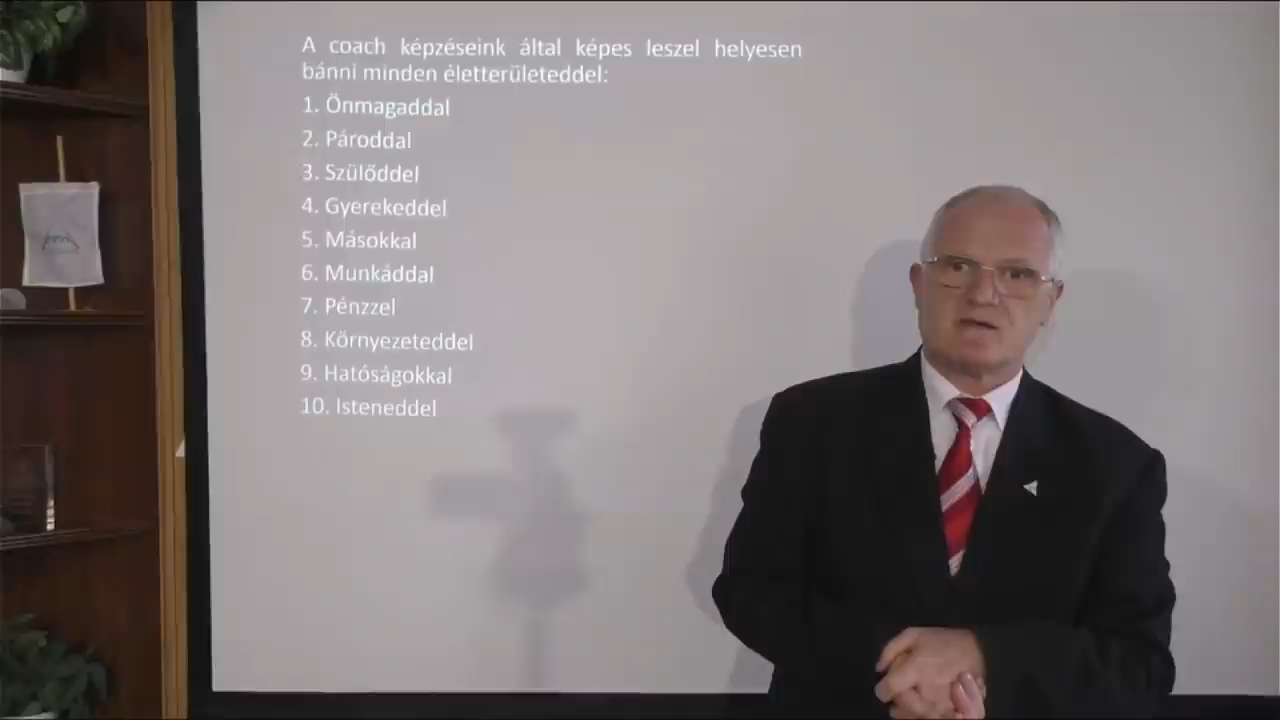 A coach képzéseink által képes leszel helyesen
bánni minden életterületeddel:
1. Önmagaddal
2. Pároddal
3. Szülőddel
4. Gyerekeddel
5. Másokkal
6. Munkáddal
7. Pénzzel
8. Környezeteddel
9. Hatóságokkal
10. Isteneddel